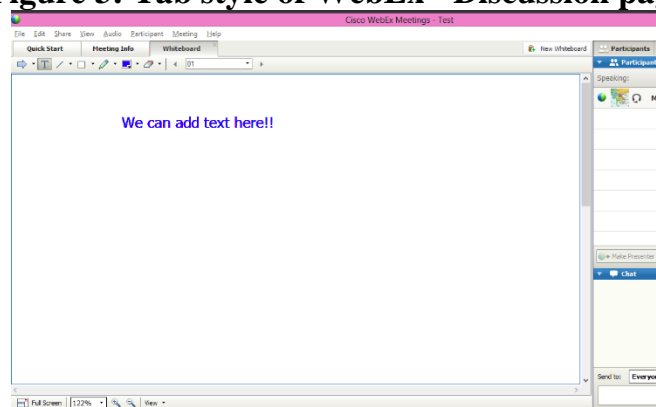 igure 5: Tab style of WebEx - Discussion pa
Cisco WebEx Meetings - Test
File Edit Share View Audio Participant Meeting Help
Quick Start Meeting Info Whiteboard New Whiteboard Participants
T 01 Participant
Speaking:
We can add text here!!
Make Presenter
Chat
Send to: Everyo
Full Screen 122% View